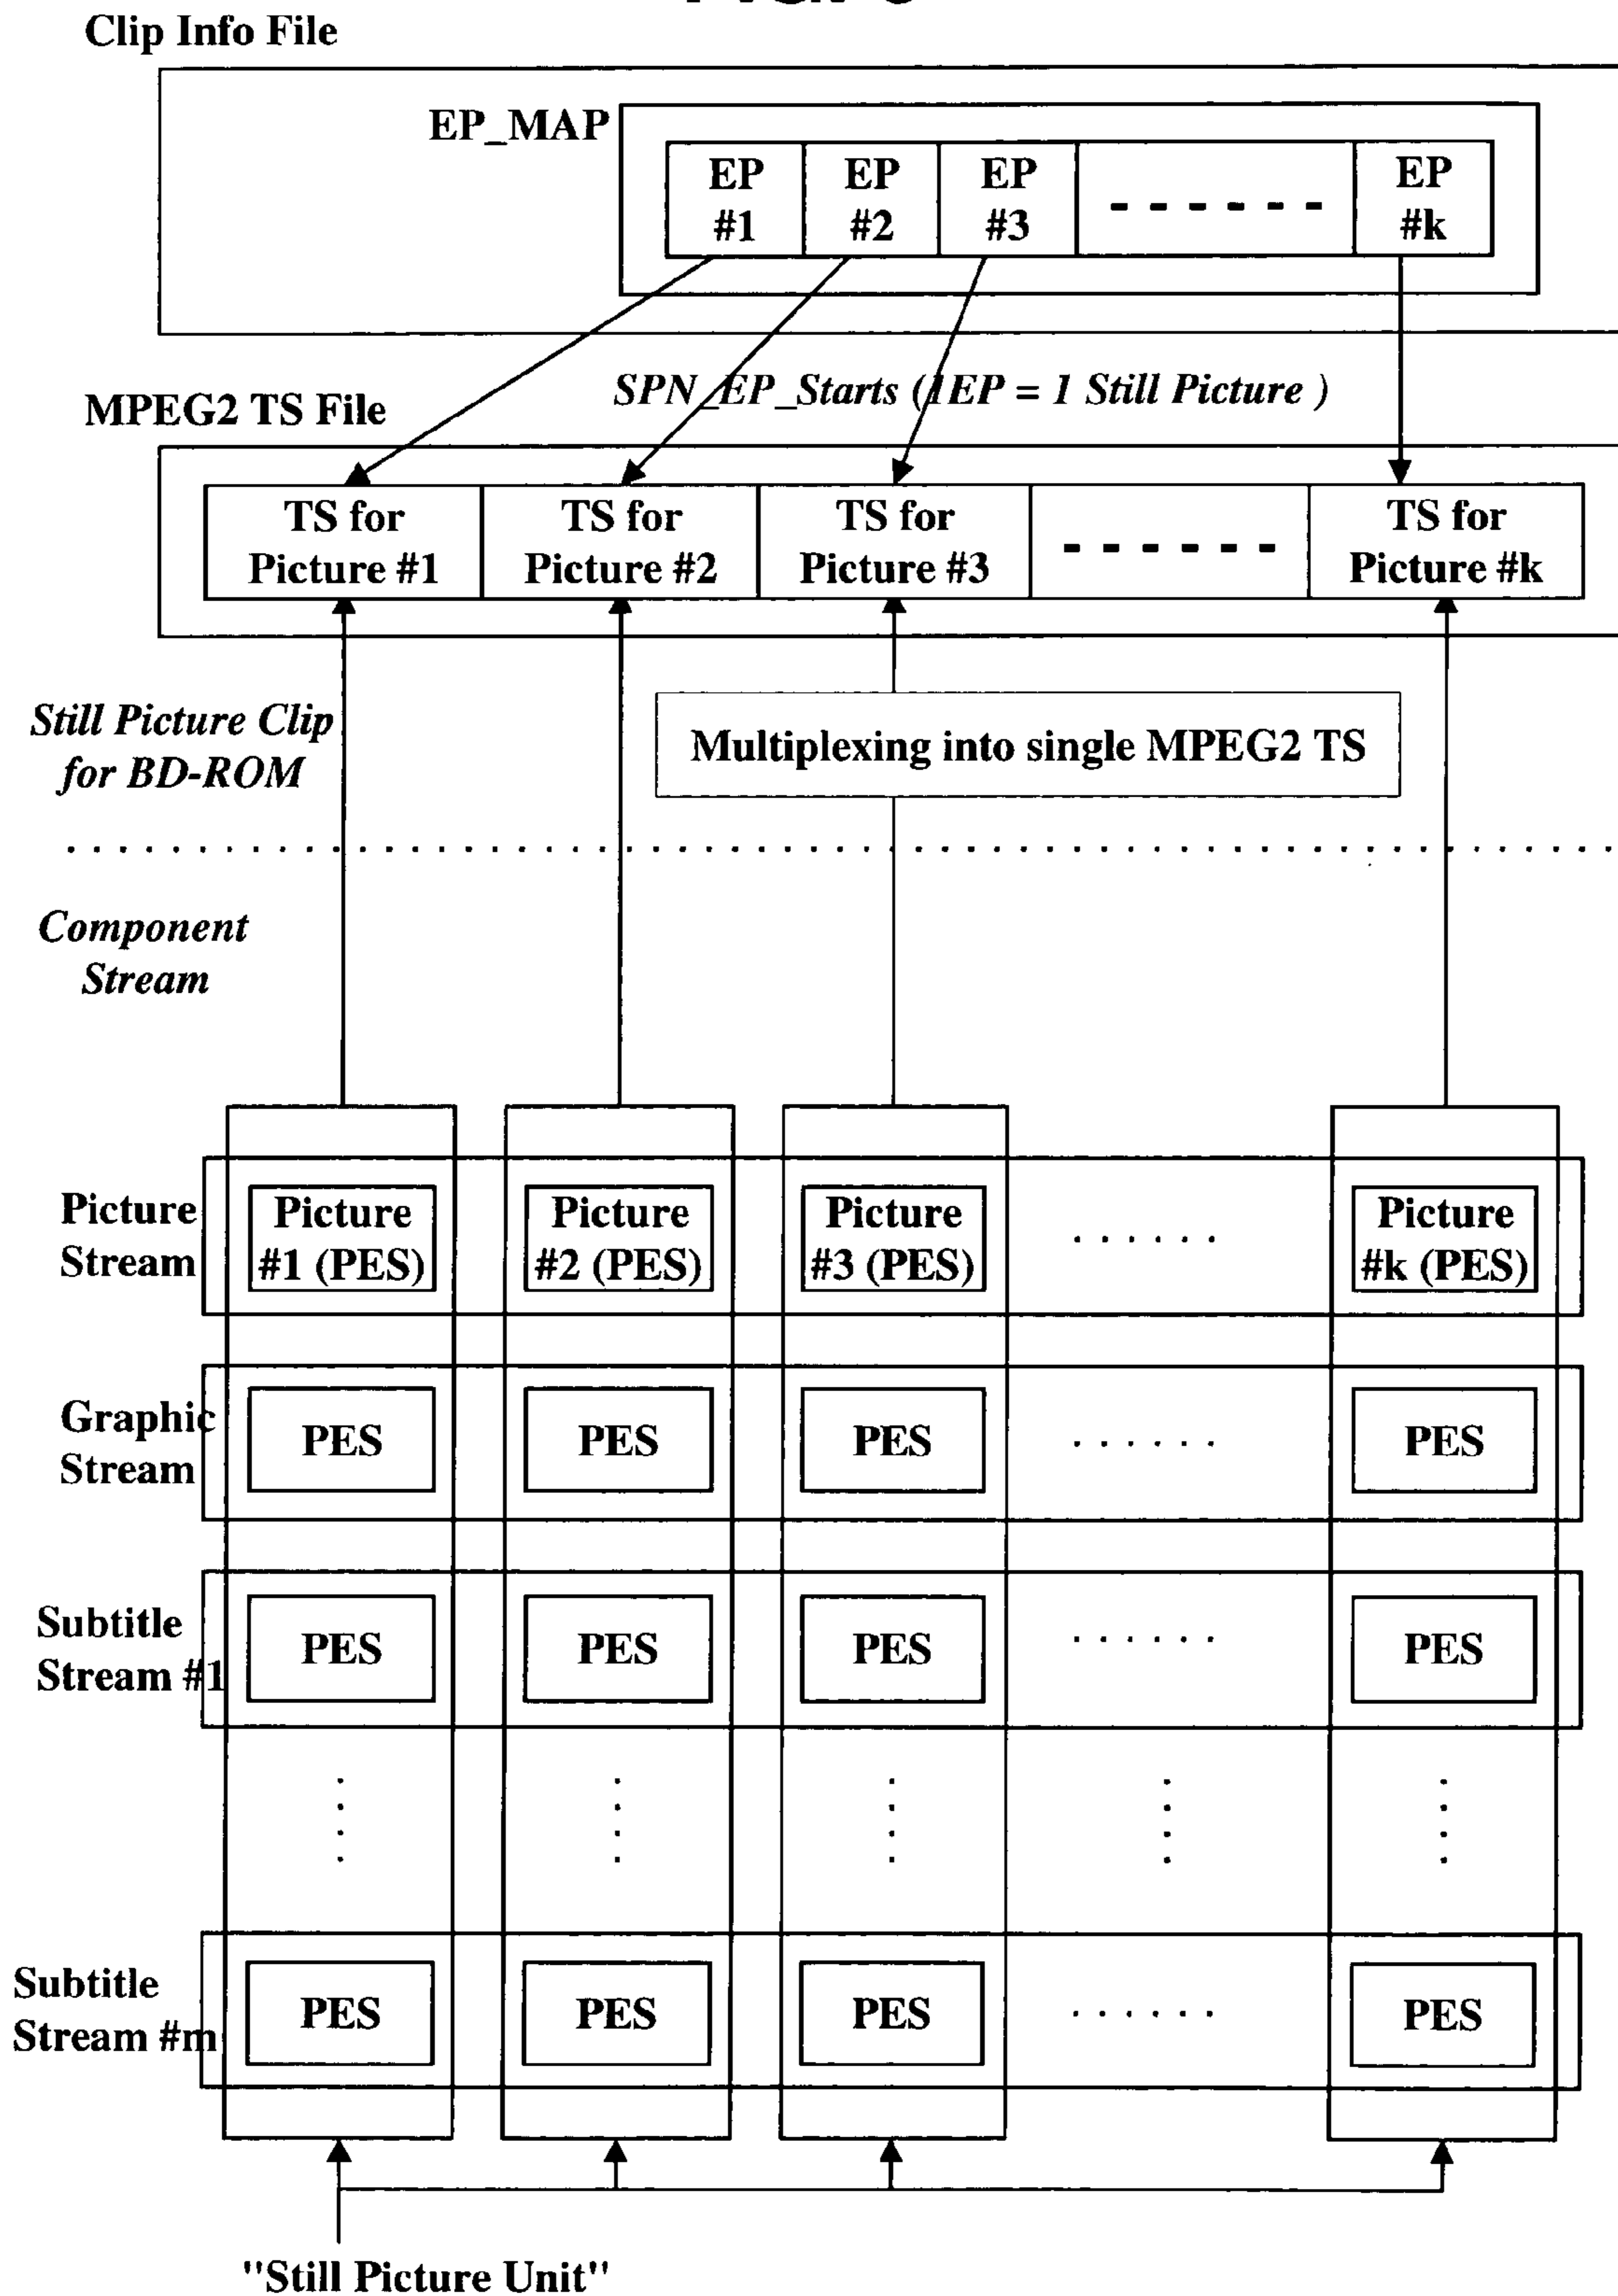 Clip Info File
EP_MAP
EP #1
EP #2
EP #3
EP #k
SPN_EP_Starts (1EP = 1 Still Picture )
MPEG2 TS File
TS for Picture #1
TS for Picture #2
TS for Picture #3
TS for Picture #k
Still Picture Clip
for BD-ROM
Multiplexing into single MPEG2 TS
Component
Stream
Picture
Stream
Picture #1 (PES)
Picture #2 (PES)
Picture #3 (PES)
Picture #k (PES)
Graphic
Stream
PES
PES
PES
PES
Subtitle
Stream #1
PES
PES
PES
PES
Subtitle
Stream #m
PES
PES
PES
PES
"Still Picture Unit"